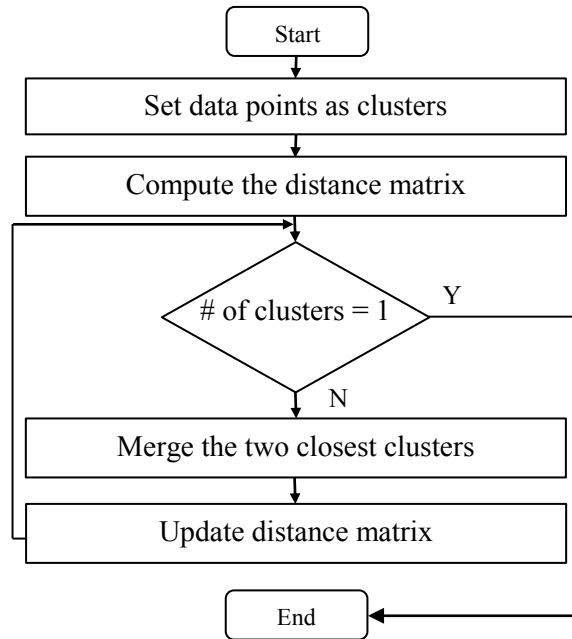 Start
Set data points as clusters
Compute the distance matrix
# of clusters = 1
Y
N
Merge the two closest clusters
Update distance matrix
End